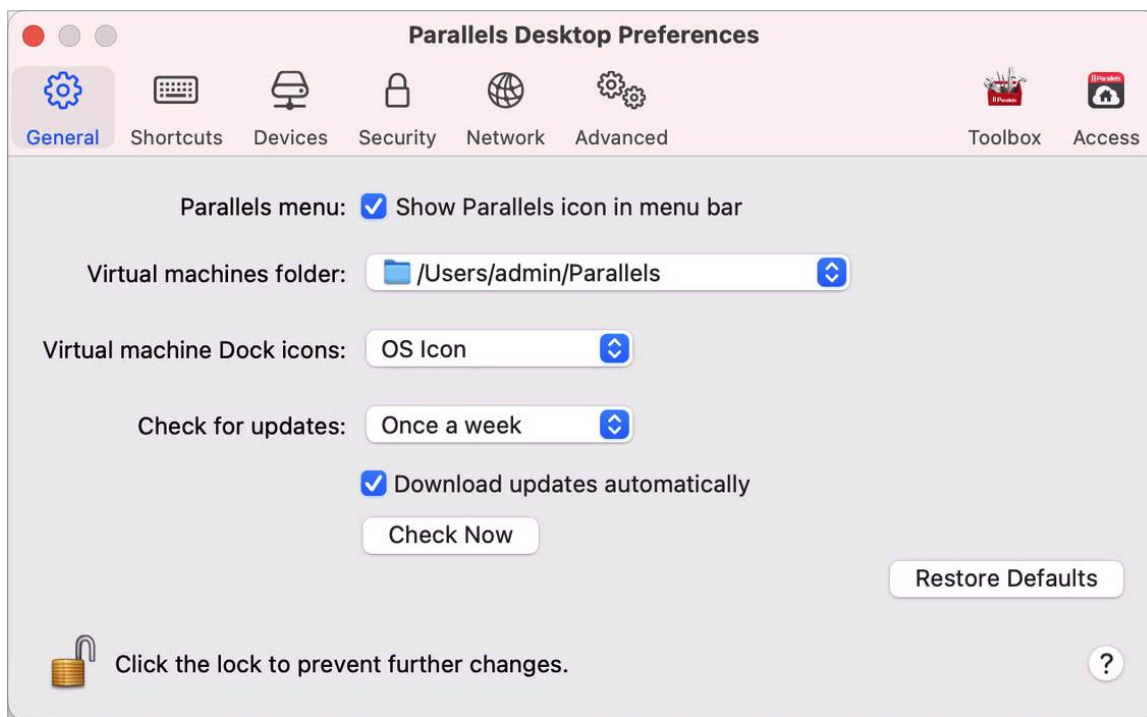 Parallels Desktop Preferences
General Shortcuts Devices Security Network Advanced Toolbox Access
Parallels menu: Show Parallels icon in menu bar
Virtual machines folder: /Users/admin/Parallels
Virtual machine Dock icons: OS Icon
Check for updates: Once a week
Download updates automatically
Check Now
Restore Defaults
Click the lock to prevent further changes. ?